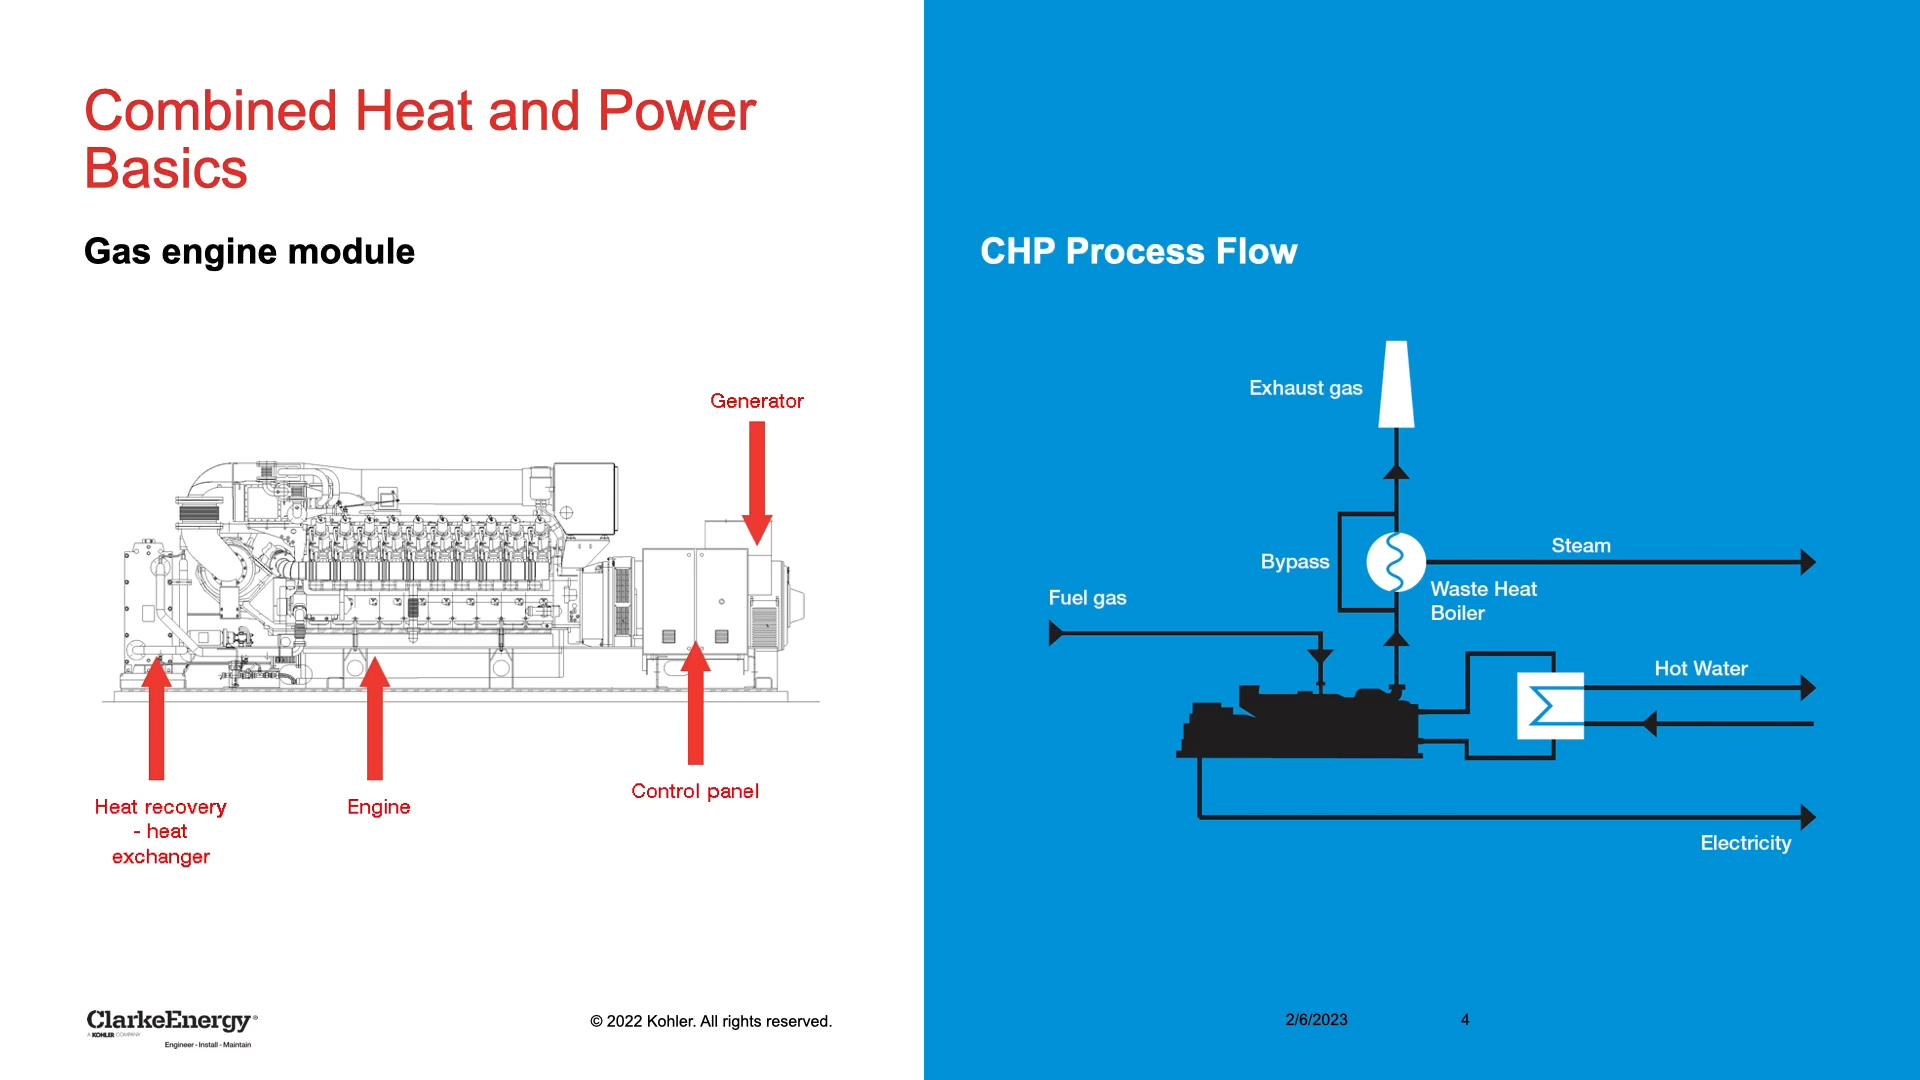 Combined Heat and Power
Basics
Gas engine module
Generator
Heat recovery
- heat
exchanger
Engine
Control panel
ClarkeEnergy®
A KOHLER COMPANY
Engineer - Install - Maintain
© 2022 Kohler. All rights reserved.
CHP Process Flow
Exhaust gas
Bypass
Steam
Waste Heat
Boiler
Fuel gas
Hot Water
Electricity
2/6/2023
4